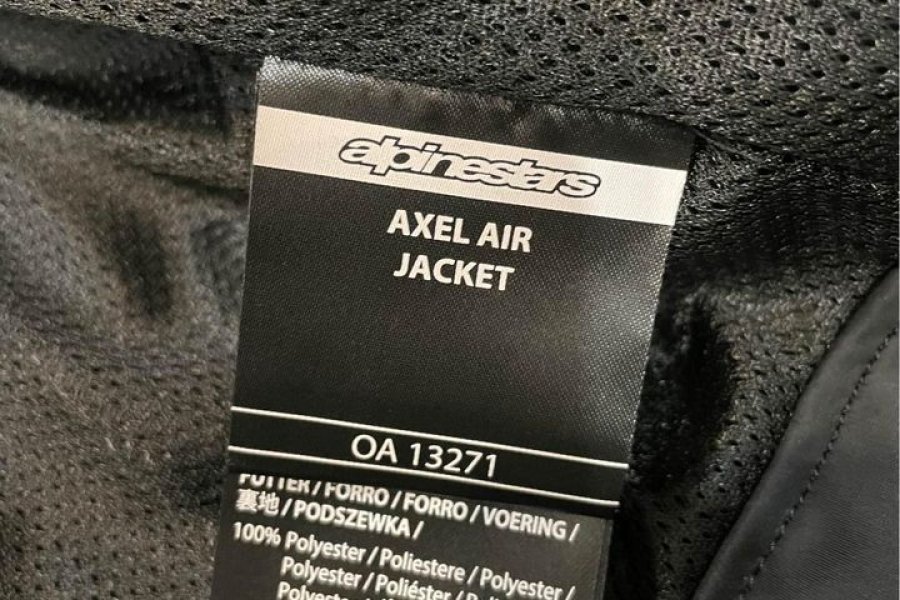 alpinestars
AXEL AIR
JACKET
OA 13271
FUTTER / FORRO / FORRO / VOERING /
裏地 / PODSZEWKA /
100% Polyester / Poliestere / Polyester /
Polyester / Poliéster /
Polyester